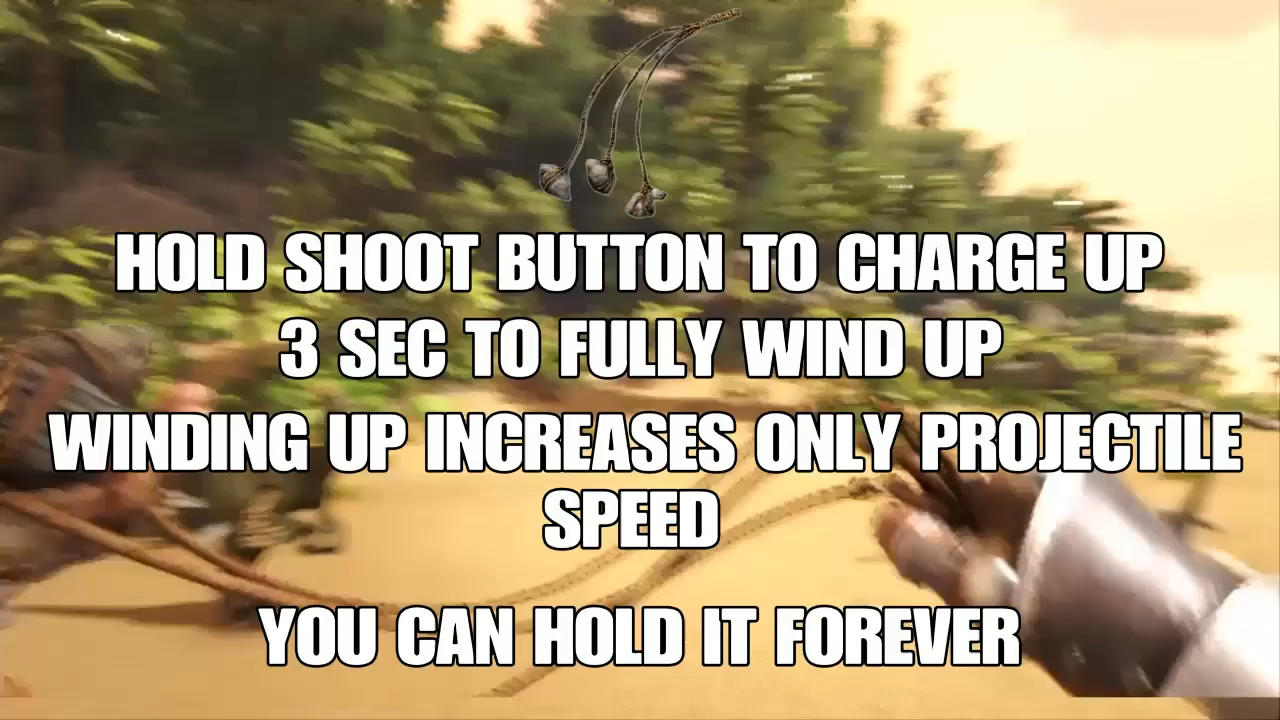 HOLD SHOOT BUTTON TO CHARGE UP
3 SEC TO FULLY WIND UP
WINDING UP INCREASES ONLY PROJECTILE
SPEED
YOU CAN HOLD IT FOREVER